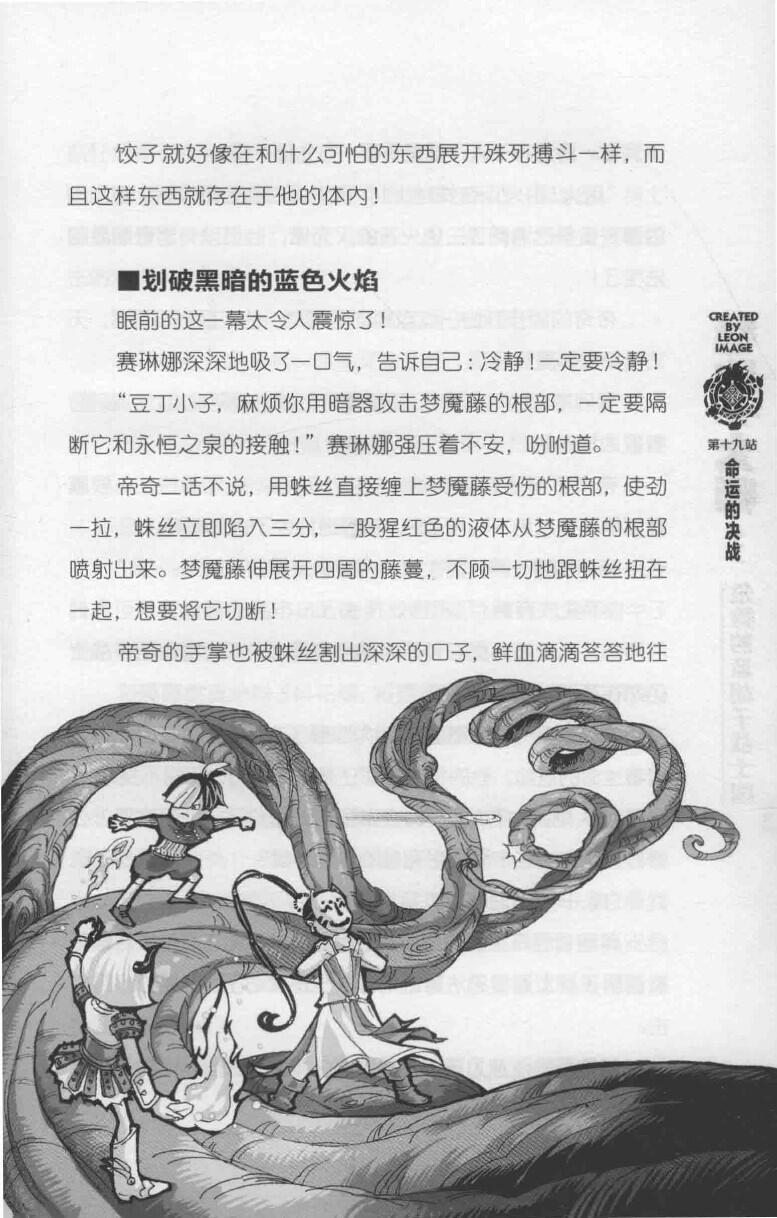 饺子就好像在和什么可怕的东西展开殊死搏斗一样，而
且这样东西就存在于他的体内！
■划破黑暗的蓝色火焰
眼前的这一幕太令人震惊了！
赛琳娜深深地吸了一口气，告诉自己：冷静！一定要冷静！
“豆丁小子，麻烦你用暗器攻击梦魇藤的根部，一定要隔
断它和永恒之泉的接触！”赛琳娜强压着不安，吩咐道。
帝奇二话不说，用蛛丝直接缠上梦魇藤受伤的根部，使劲
一拉，蛛丝立即陷入三分，一股猩红色的液体从梦魇藤的根部
喷射出来。梦魇藤伸展开四周的藤蔓，不顾一切地跟蛛丝扭在
一起，想要将它切断！
帝奇的手掌也被蛛丝割出深深的口子，鲜血滴滴答答地往
CREATED
BY
LEON
IMAGE
第十九站
命运的决战